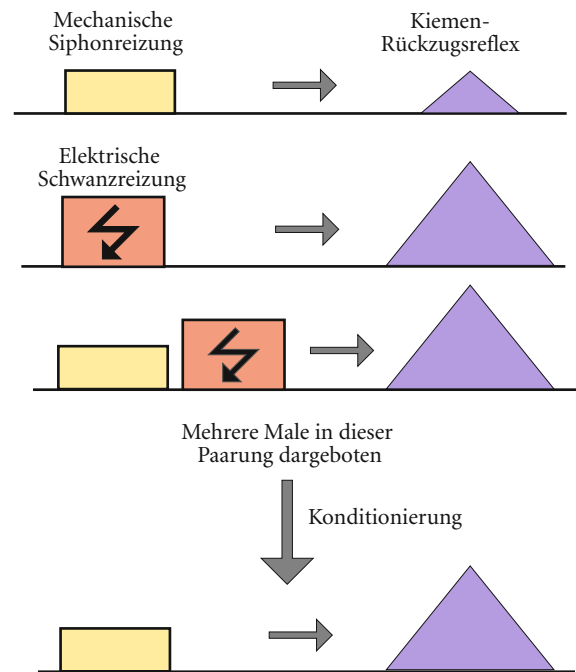 Mechanische
Siphonreizung
Kiemen-
Rückzugsreflex
Elektrische
Schwanzreizung
Mehrere Male in dieser
Paarung dargeboten
Konditionierung